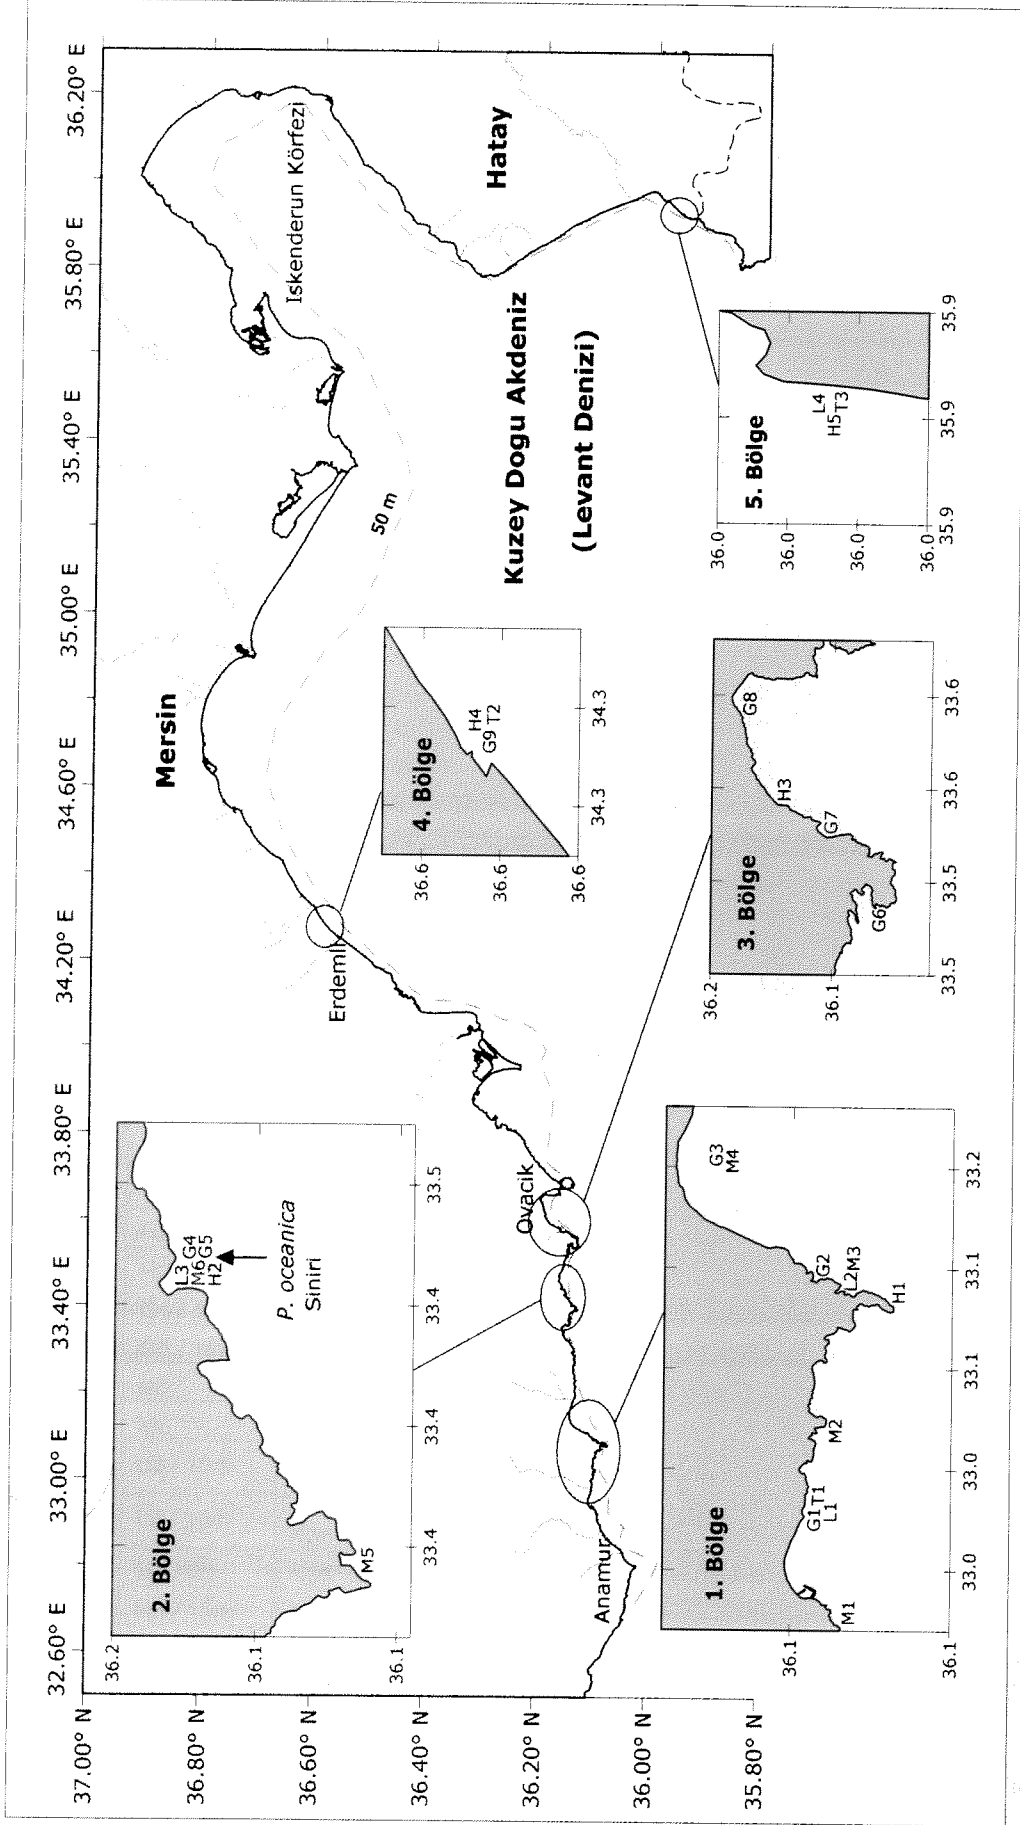 32.60° E
33.00° E
33.40° E
33.80° E
34.20° E
34.60° E
35.00° E
35.40° E
35.80° E
36.20° E
37.00° N
36.80° N
36.60° N
36.40° N
36.20° N
36.00° N
35.80° N
Mersin
Hatay
Iskenderun Körfezi
50 m
Kuzey Dogu Akdeniz
(Levant Denizi)
Erdemli
Ovacik
Anamur
2. Bölge
L3
G4
M6
G5
H2
P. oceanica
Siniri
M5
36.2
36.1
36.1
33.4
33.4
33.4
33.5
1. Bölge
M1
G1
T1
L1
M2
G2
L2
M3
H1
G3
M4
36.1
36.1
33.0
33.0
33.1
33.1
33.2
4. Bölge
H4
G9 T2
36.6
36.6
36.6
34.3
34.3
3. Bölge
G6
G7
H3
G8
36.2
36.1
33.5
33.5
33.6
33.6
5. Bölge
L4
H5 T3
36.0
36.0
36.0
36.0
35.9
35.9
35.9